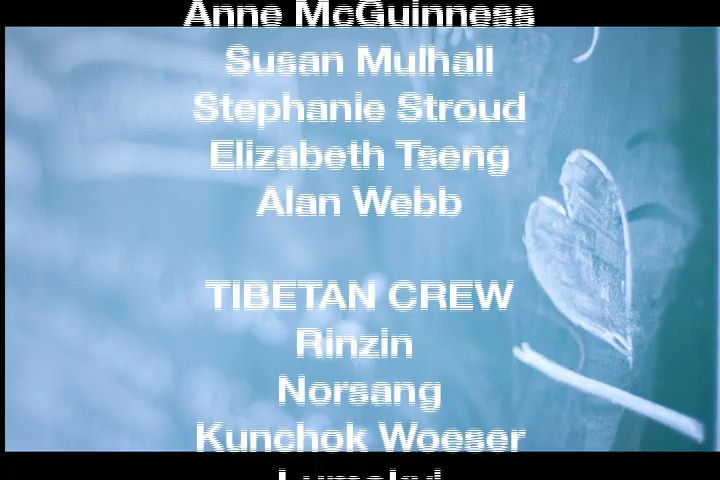 Anne McGuinness
Susan Mulhall
Stephanie Stroud
Elizabeth Tseng
Alan Webb
TIBETAN CREW
Rinzin
Norsang
Kunchok Woeser